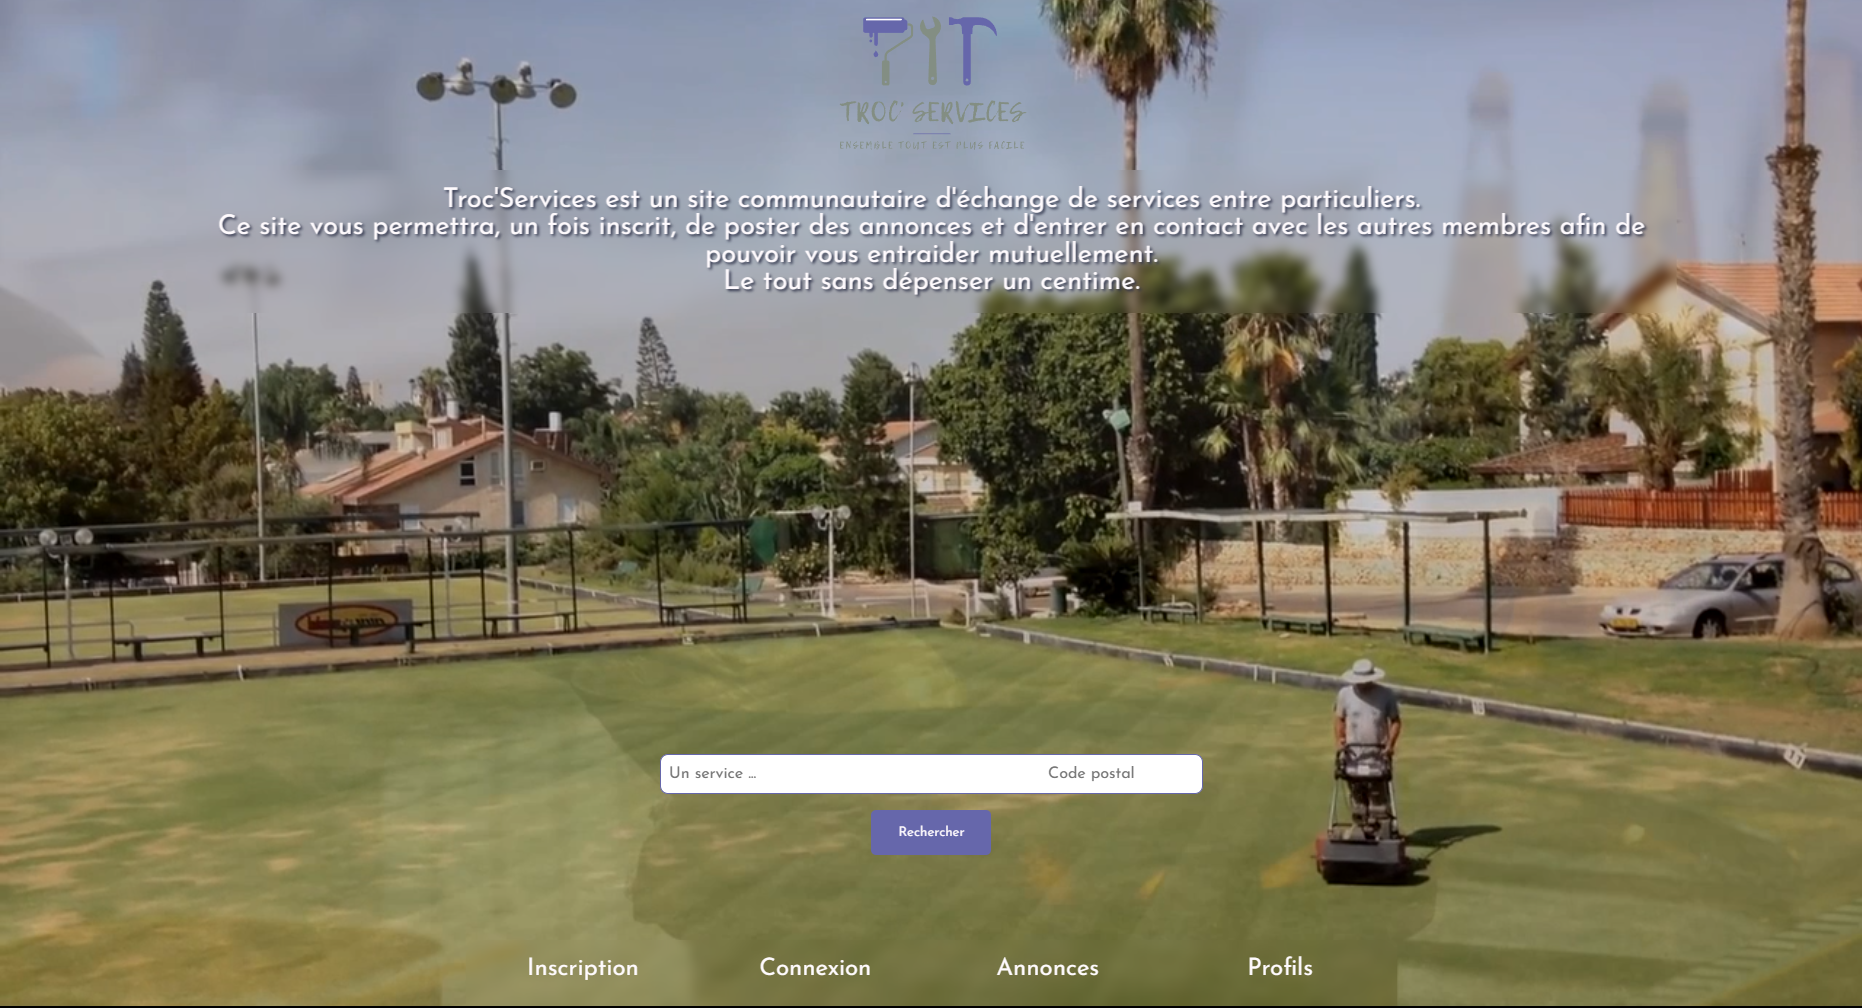 TROC' SERVICES
ENSEMBLE TOUT EST PLUS FACILE
Troc'Services est un site communautaire d'échange de services entre particuliers.
Ce site vous permettra, un fois inscrit, de poster des annonces et d'entrer en contact avec les autres membres afin de
pouvoir vous entraider mutuellement.
Le tout sans dépenser un centime.
Un service ... Code postal
Rechercher
Inscription Connexion Annonces Profils